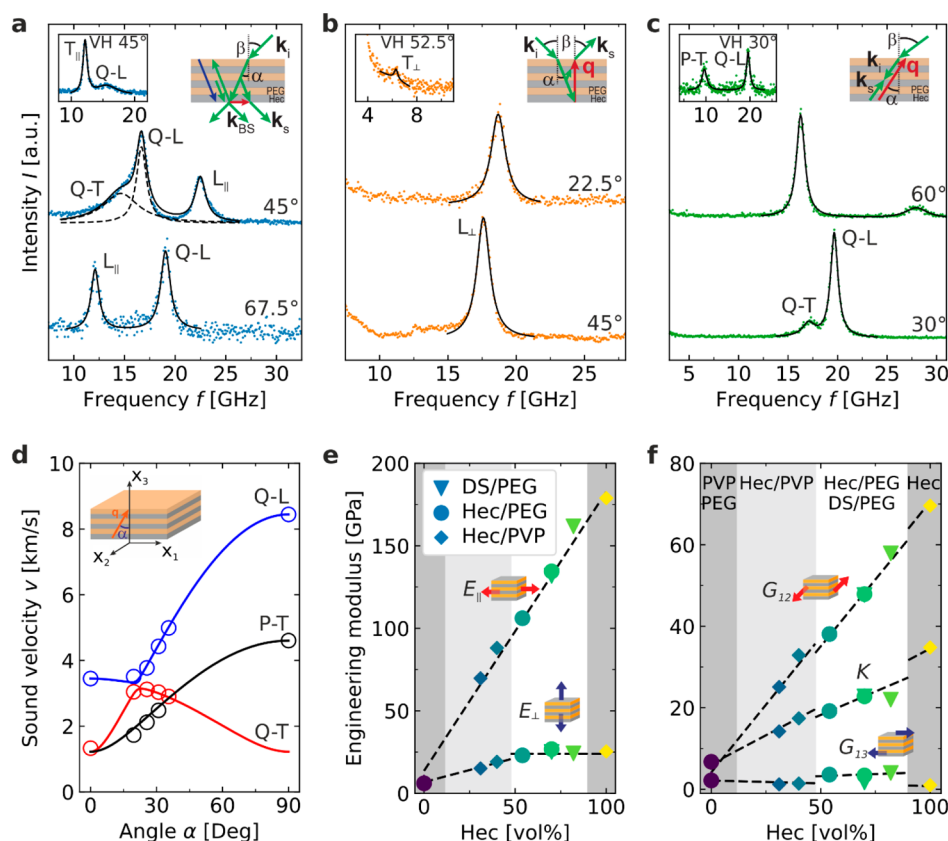 a
VH 45°
T∥
Q-L
10 20
β
α
PEG
Hec
k_BS
k_s
k_i
Q-L
Q-T
L∥
45°
L∥
Q-L
67.5°
10 15 20 25 30
Frequency f [GHz]
Intensity I [a.u.]
b
VH 52.5°
T⊥
4 8
k_i
β
k_s
q
α
PEG
Hec
22.5°
L⊥
45°
10 15 20 25
Frequency f [GHz]
c
VH 30°
P-T
Q-L
10 20
β
k_i
k_s
q
PEG
Hec
α
60°
Q-L
Q-T
30°
5 10 15 20 25 30
Frequency f [GHz]
d
10
8
6
4
2
0
Sound velocity v [km/s]
x3
q
α
x2
x1
Q-L
P-T
Q-T
0 30 60 90
Angle α [Deg]
e
200
150
100
50
0
Engineering modulus [GPa]
DS/PEG
Hec/PEG
Hec/PVP
E∥
E⊥
0 50 100
Hec [vol%]
f
80
60
40
20
0
PVP
PEG
Hec/PVP
Hec/PEG
DS/PEG
Hec
G12
K
G13
0 25 50 75 100
Hec [vol%]